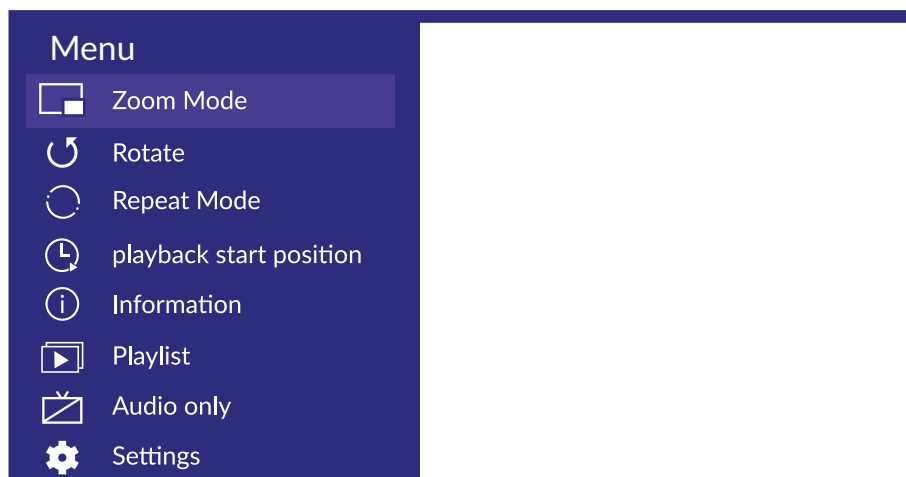 Menu
Zoom Mode
Rotate
Repeat Mode
playback start position
Information
Playlist
Audio only
Settings